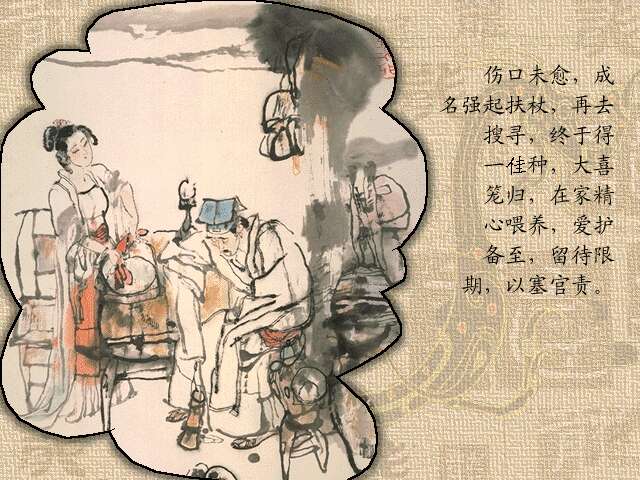 伤口未愈，成
名强起扶杖，再去
搜寻，终于得
一佳种，大喜
笼归，在家精
心喂养，爱护
备至，留待限
期，以塞官责。